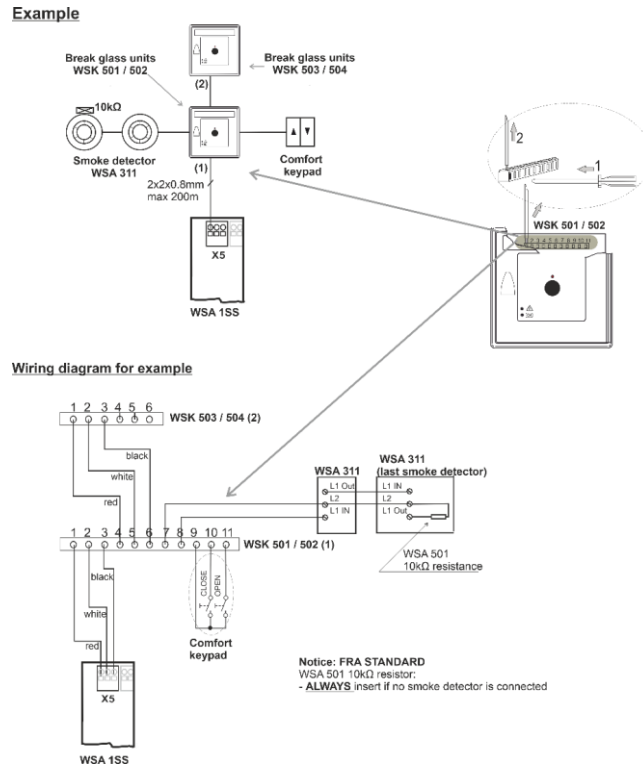 Example
Break glass units
WSK 501 / 502
Break glass units
WSK 503 / 504
(2)
10kΩ
Smoke detector
WSA 311
(1)
Comfort
keypad
2x2x0.8mm
max 200m
X5
WSA 1SS
2
1
WSK 501 / 502
Wiring diagram for example
1 2 3 4 5 6
WSK 503 / 504 (2)
black
white
red
WSA 311
L1 Out
L2
L1 IN
WSA 311
(last smoke detector)
L1 IN
L2
L1 Out
1 2 3 4 5 6 7 8 9 10 11
WSK 501 / 502 (1)
WSA 501
10kΩ resistance
black
white
red
CLOSE
OPEN
Comfort
keypad
X5
WSA 1SS
Notice: FRA STANDARD
WSA 501 10kΩ resistor:
- ALWAYS insert if no smoke detector is connected